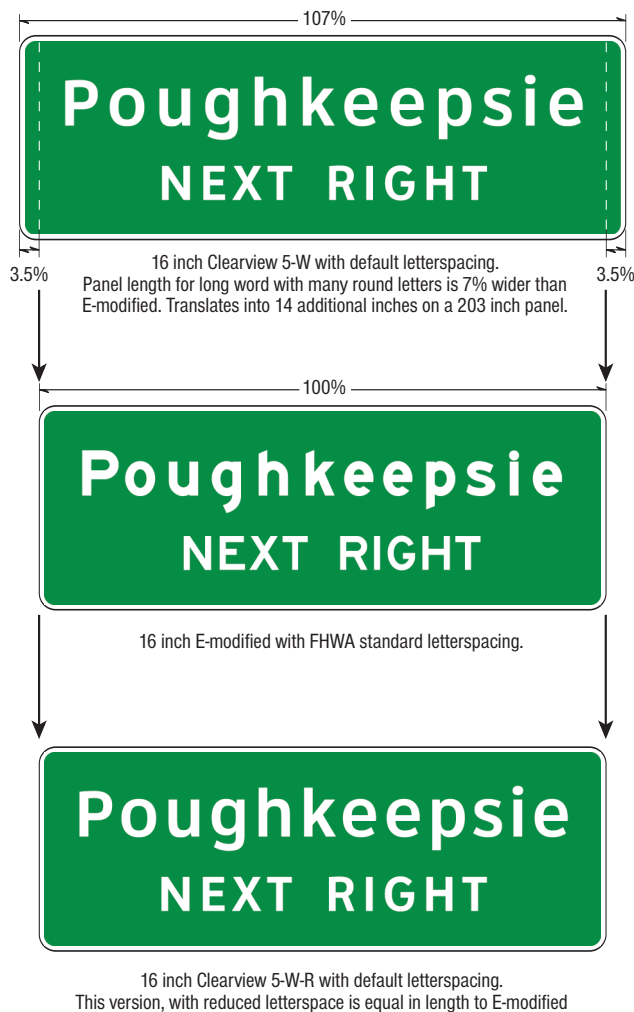 107%
Poughkeepsie
NEXT RIGHT
3.5%
3.5%
16 inch Clearview 5-W with default letterspacing.
Panel length for long word with many round letters is 7% wider than
E-modified. Translates into 14 additional inches on a 203 inch panel.
100%
Poughkeepsie
NEXT RIGHT
16 inch E-modified with FHWA standard letterspacing.
Poughkeepsie
NEXT RIGHT
16 inch Clearview 5-W-R with default letterspacing.
This version, with reduced letterspace is equal in length to E-modified